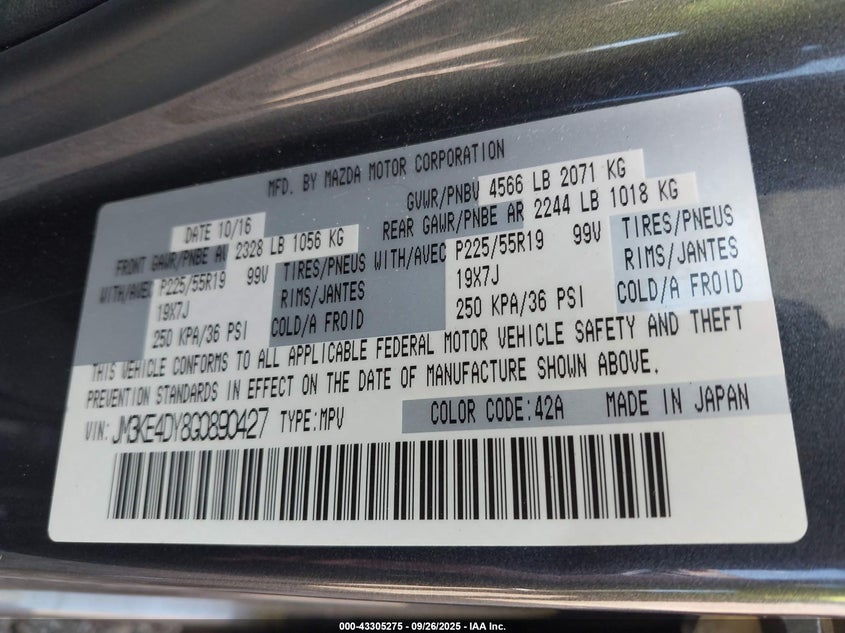 MFD. BY MAZDA MOTOR CORPORATION
DATE 10/16 GVWR/PNBV 4566 LB 2071 KG
FRONT GAWR/PNBE AV 2328 LB 1056 KG REAR GAWR/PNBE AR 2244 LB 1018 KG
WITH/AVEC P225/55R19 99V TIRES/PNEUS WITH/AVEC P225/55R19 99V TIRES/PNEUS
19X7J RIMS/JANTES 19X7J RIMS/JANTES
250 KPA/36 PSI COLD/A FROID 250 KPA/36 PSI COLD/A FROID
THIS VEHICLE CONFORMS TO ALL APPLICABLE FEDERAL MOTOR VEHICLE SAFETY AND THEFT
PREVENTION STANDARDS IN EFFECT ON THE DATE OF MANUFACTURE SHOWN ABOVE.
VIN: JM3KE4DY8G0890427 TYPE:MPV COLOR CODE:42A MADE IN JAPAN
000-43305275 - 09/26/2025 - IAA Inc.